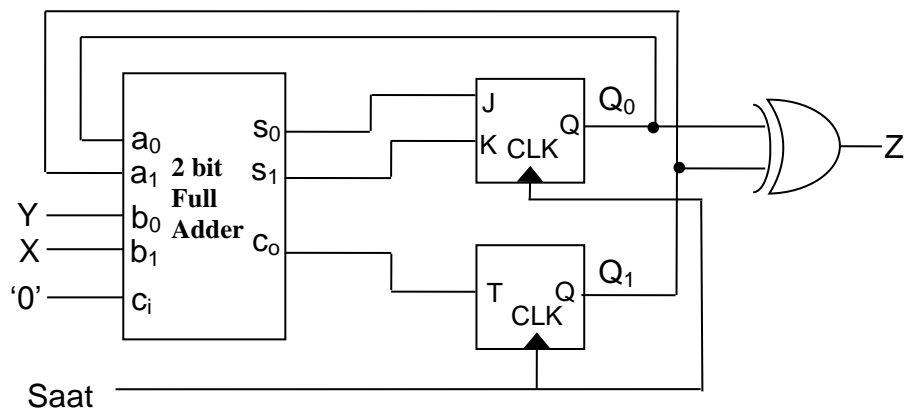 a₀
a₁
b₀
b₁
cᵢ
2 bit
Full
Adder
s₀
s₁
cₒ
Y
X
‘0’
Saat
J
K
Q
CLK
Q₀
T
Q
CLK
Q₁
Z